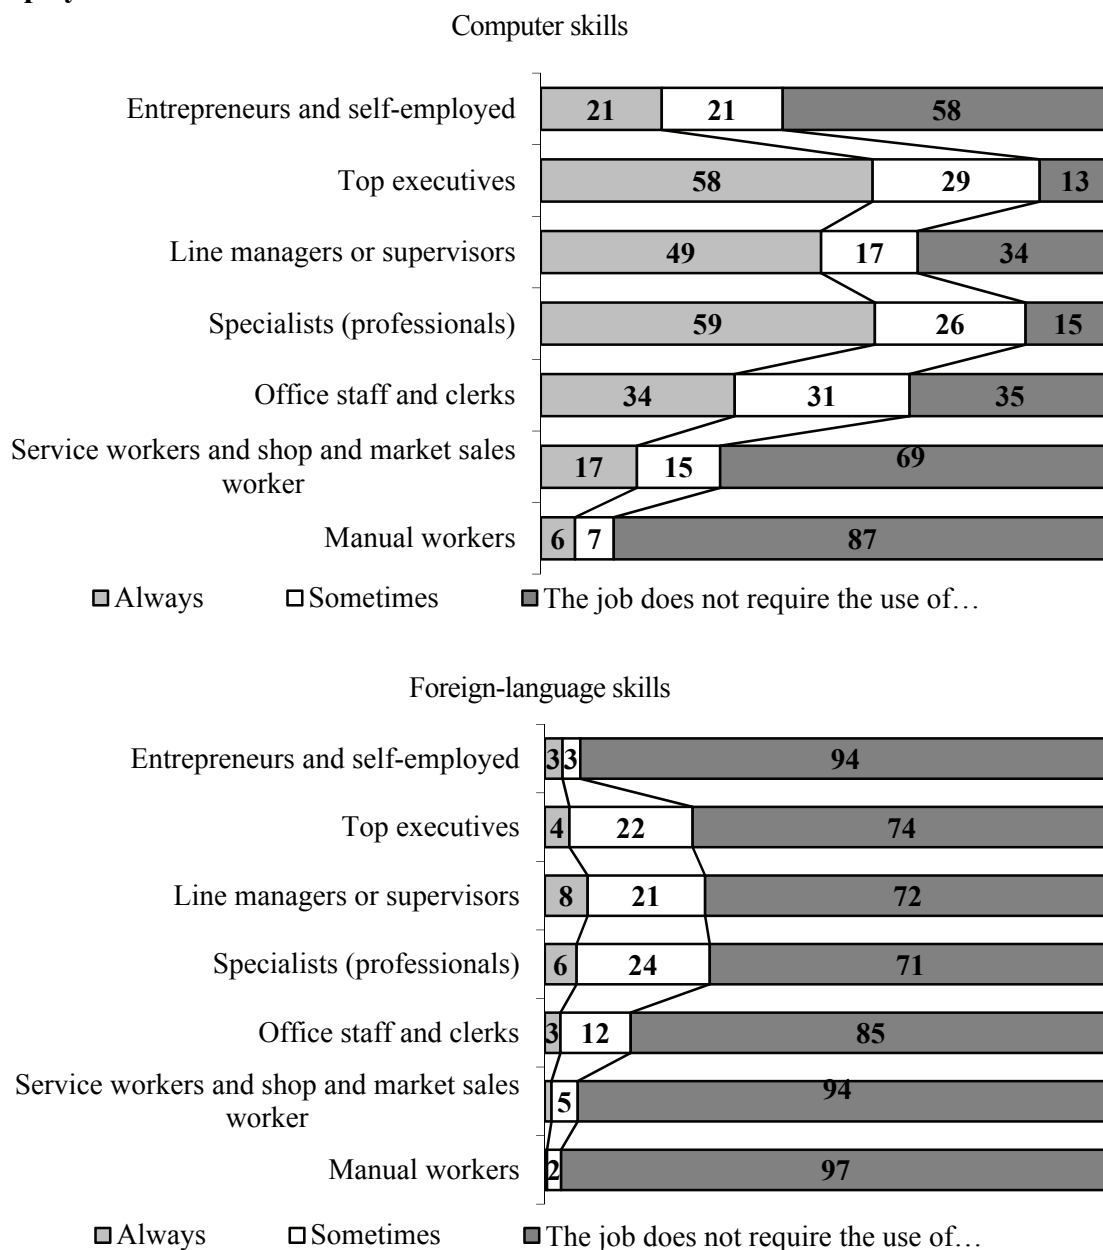 Computer skills
Entrepreneurs and self-employed 21 21 58
Top executives 58 29 13
Line managers or supervisors 49 17 34
Specialists (professionals) 59 26 15
Office staff and clerks 34 31 35
Service workers and shop and market sales
worker 17 15 69
Manual workers 6 7 87
Always Sometimes The job does not require the use of…
Foreign-language skills
Entrepreneurs and self-employed 3 3 94
Top executives 4 22 74
Line managers or supervisors 8 21 72
Specialists (professionals) 6 24 71
Office staff and clerks 3 12 85
Service workers and shop and market sales
worker 5 94
Manual workers 2 97
Always Sometimes The job does not require the use of…